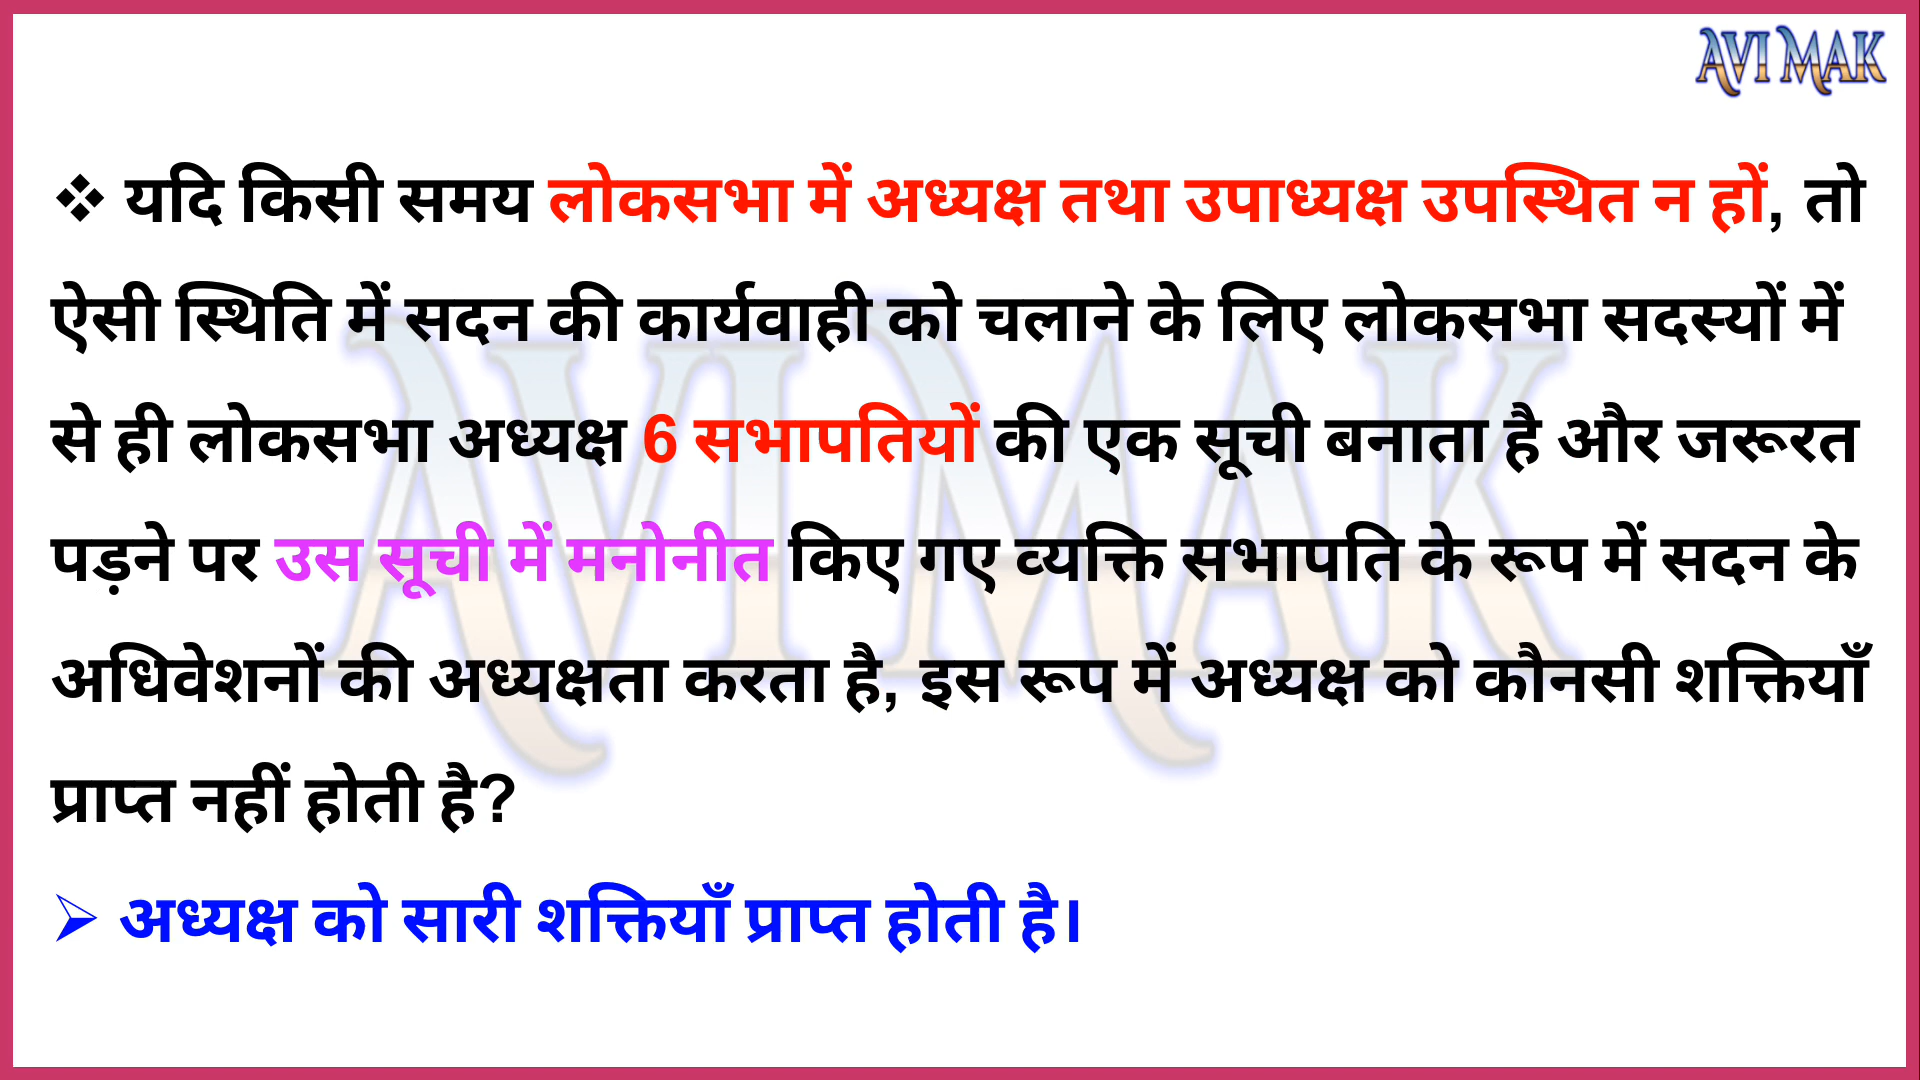 AVI MAK
❖ यदि किसी समय लोकसभा में अध्यक्ष तथा उपाध्यक्ष उपस्थित न हों, तो
ऐसी स्थिति में सदन की कार्यवाही को चलाने के लिए लोकसभा सदस्यों में
से ही लोकसभा अध्यक्ष 6 सभापतियों की एक सूची बनाता है और जरूरत
पड़ने पर उस सूची में मनोनीत किए गए व्यक्ति सभापति के रूप में सदन के
अधिवेशनों की अध्यक्षता करता है, इस रूप में अध्यक्ष को कौनसी शक्तियाँ
प्राप्त नहीं होती है?
➢ अध्यक्ष को सारी शक्तियाँ प्राप्त होती है।
AVI MAK